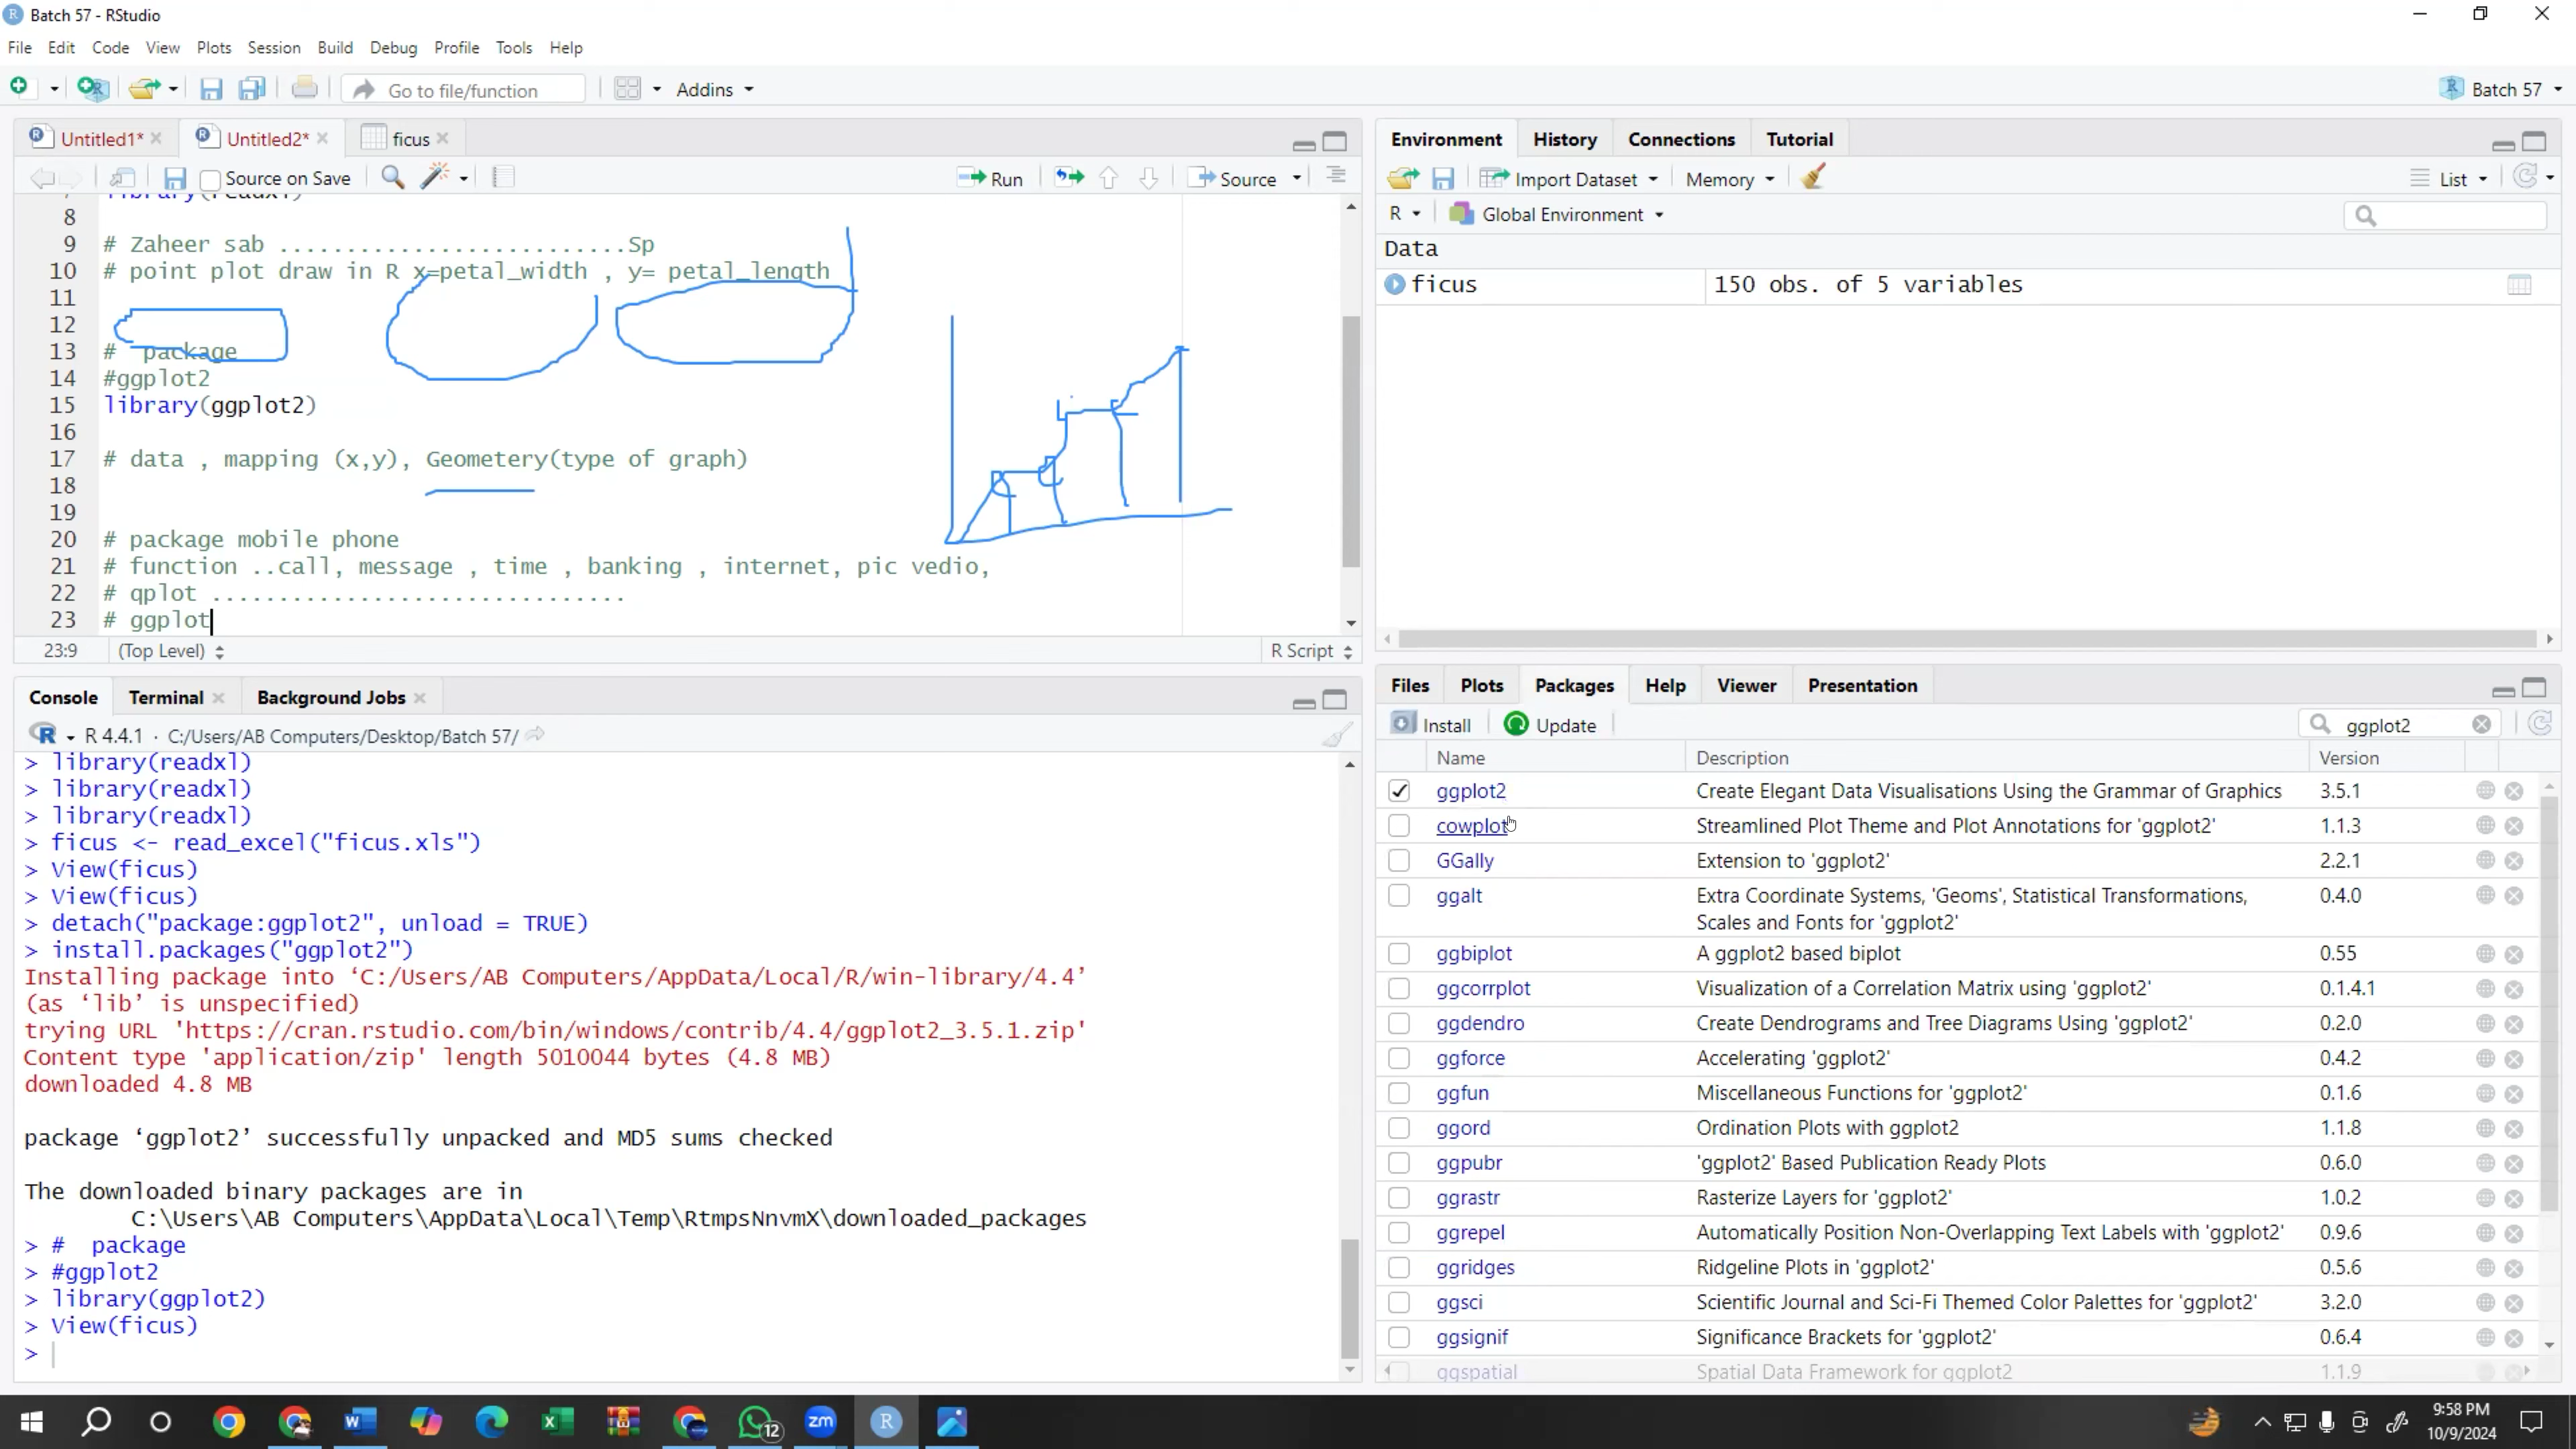 Batch 57 - RStudio
File Edit Code View Plots Session Build Debug Profile Tools Help
Go to file/function Addins Batch 57
Untitled1* Untitled2* ficus
Source on Save Run Source
8
9 # Zaheer sab ............................Sp
10 # point plot draw in R x=petal_width , y= petal_length
11
12
13 #  package
14 #ggplot2
15 library(ggplot2)
16
17 # data , mapping (x,y), Geometery(type of graph)
18
19
20 # package mobile phone
21 # function ..call, message , time , banking , internet, pic vedio,
22 # qplot ...............................
23 # ggplot
23:9 (Top Level) R Script
Console Terminal Background Jobs
R 4.4.1 · C:/Users/AB Computers/Desktop/Batch 57/
> library(readxl)
> library(readxl)
> library(readxl)
> ficus <- read_excel("ficus.xls")
> View(ficus)
> View(ficus)
> detach("package:ggplot2", unload = TRUE)
> install.packages("ggplot2")
Installing package into ‘C:/Users/AB Computers/AppData/Local/R/win-library/4.4’
(as ‘lib’ is unspecified)
trying URL 'https://cran.rstudio.com/bin/windows/contrib/4.4/ggplot2_3.5.1.zip'
Content type 'application/zip' length 5010044 bytes (4.8 MB)
downloaded 4.8 MB
package ‘ggplot2’ successfully unpacked and MD5 sums checked
The downloaded binary packages are in
C:\Users\AB Computers\AppData\Local\Temp\RtmpsNnvmX\downloaded_packages
> #  package
> #ggplot2
> library(ggplot2)
> View(ficus)
>
Environment History Connections Tutorial
Import Dataset Memory List
R Global Environment
Data
ficus 150 obs. of 5 variables
Files Plots Packages Help Viewer Presentation
Install Update ggplot2
Name Description Version
ggplot2 Create Elegant Data Visualisations Using the Grammar of Graphics 3.5.1
cowplot Streamlined Plot Theme and Plot Annotations for 'ggplot2' 1.1.3
GGally Extension to 'ggplot2' 2.2.1
ggalt Extra Coordinate Systems, 'Geoms', Statistical Transformations, 0.4.0
Scales and Fonts for 'ggplot2'
ggbiplot A ggplot2 based biplot 0.55
ggcorrplot Visualization of a Correlation Matrix using 'ggplot2' 0.1.4.1
ggdendro Create Dendrograms and Tree Diagrams Using 'ggplot2' 0.2.0
ggforce Accelerating 'ggplot2' 0.4.2
ggfun Miscellaneous Functions for 'ggplot2' 0.1.6
ggord Ordination Plots with ggplot2 1.1.8
ggpubr 'ggplot2' Based Publication Ready Plots 0.6.0
ggrastr Rasterize Layers for 'ggplot2' 1.0.2
ggrepel Automatically Position Non-Overlapping Text Labels with 'ggplot2' 0.9.6
ggridges Ridgeline Plots in 'ggplot2' 0.5.6
ggsci Scientific Journal and Sci-Fi Themed Color Palettes for 'ggplot2' 3.2.0
ggsignif Significance Brackets for 'ggplot2' 0.6.4
ggspatial Spatial Data Framework for ggplot2 1.1.9
12 zm R 9:58 PM
10/9/2024